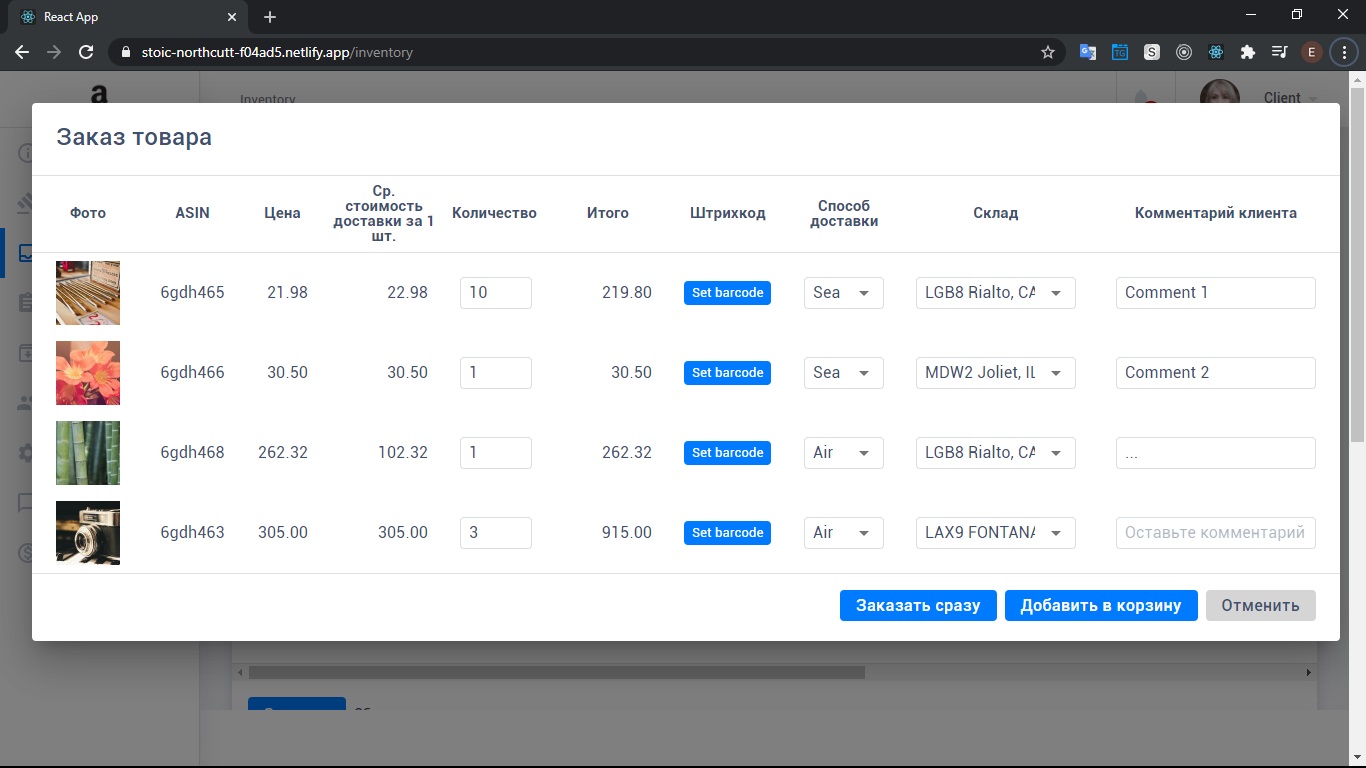 React App
stoic-northcutt-f04ad5.netlify.app/inventory
E
a
Inventory
Client
Заказ товара
Фото
ASIN
Цена
Ср.
стоимость
доставки за 1
шт.
Количество
Итого
Штрихкод
Способ
доставки
Склад
Комментарий клиента
6gdh465 21.98 22.98 10 219.80 Set barcode Sea LGB8 Rialto, CA Comment 1
6gdh466 30.50 30.50 1 30.50 Set barcode Sea MDW2 Joliet, IL Comment 2
6gdh468 262.32 102.32 1 262.32 Set barcode Air LGB8 Rialto, CA ...
6gdh463 305.00 305.00 3 915.00 Set barcode Air LAX9 FONTANA Оставьте комментарий
Заказать сразу Добавить в корзину Отменить